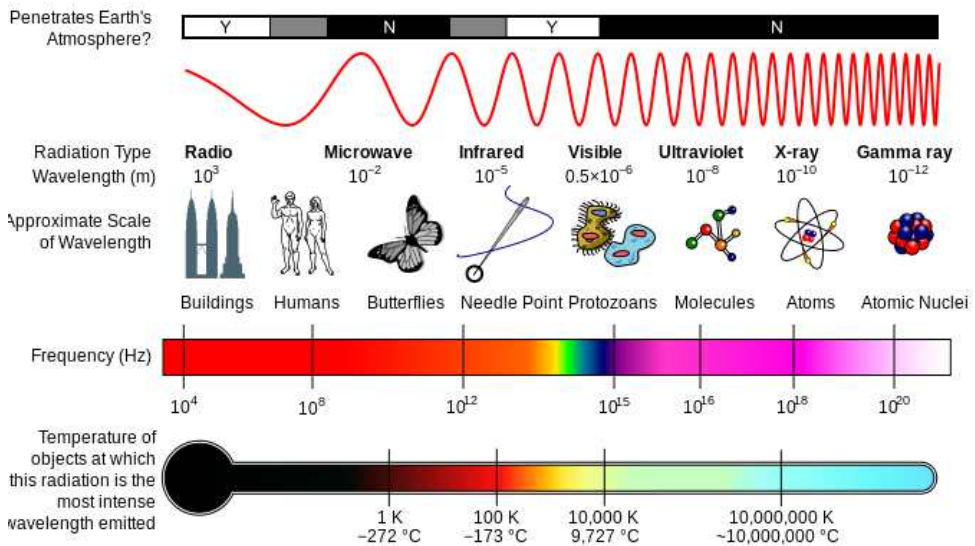 Penetrates Earth's
Atmosphere?
Y N Y N
Radiation Type
Radio Microwave Infrared Visible Ultraviolet X-ray Gamma ray
Wavelength (m)
10³ 10⁻² 10⁻⁵ 0.5×10⁻⁶ 10⁻⁸ 10⁻¹⁰ 10⁻¹²
Approximate Scale
of Wavelength
Buildings Humans Butterflies Needle Point Protozoans Molecules Atoms Atomic Nuclei
Frequency (Hz)
10⁴ 10⁸ 10¹² 10¹⁵ 10¹⁶ 10¹⁸ 10²⁰
Temperature of
objects at which
this radiation is the
most intense
wavelength emitted
1 K 100 K 10,000 K 10,000,000 K
−272 °C −173 °C 9,727 °C ~10,000,000 °C